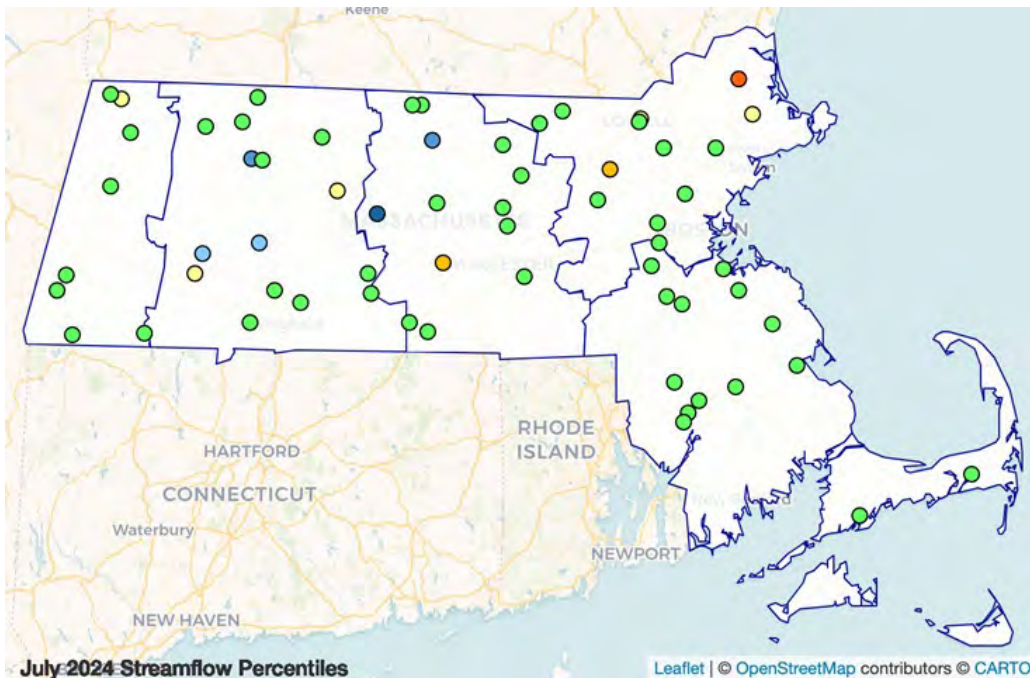 Keene
LOWELL
MASSACHUSETTS
BOSTON
RHODE
ISLAND
HARTFORD
CONNECTICUT
Waterbury
NEWPORT
NEW HAVEN
July 2024 Streamflow Percentiles
Leaflet | © OpenStreetMap contributors © CARTO